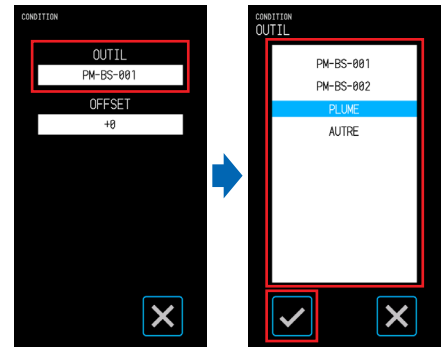 CONDITION
OUTIL
PM-BS-001
OFFSET
+0
CONDITION
OUTIL
PM-BS-001
PM-BS-002
PLUME
AUTRE